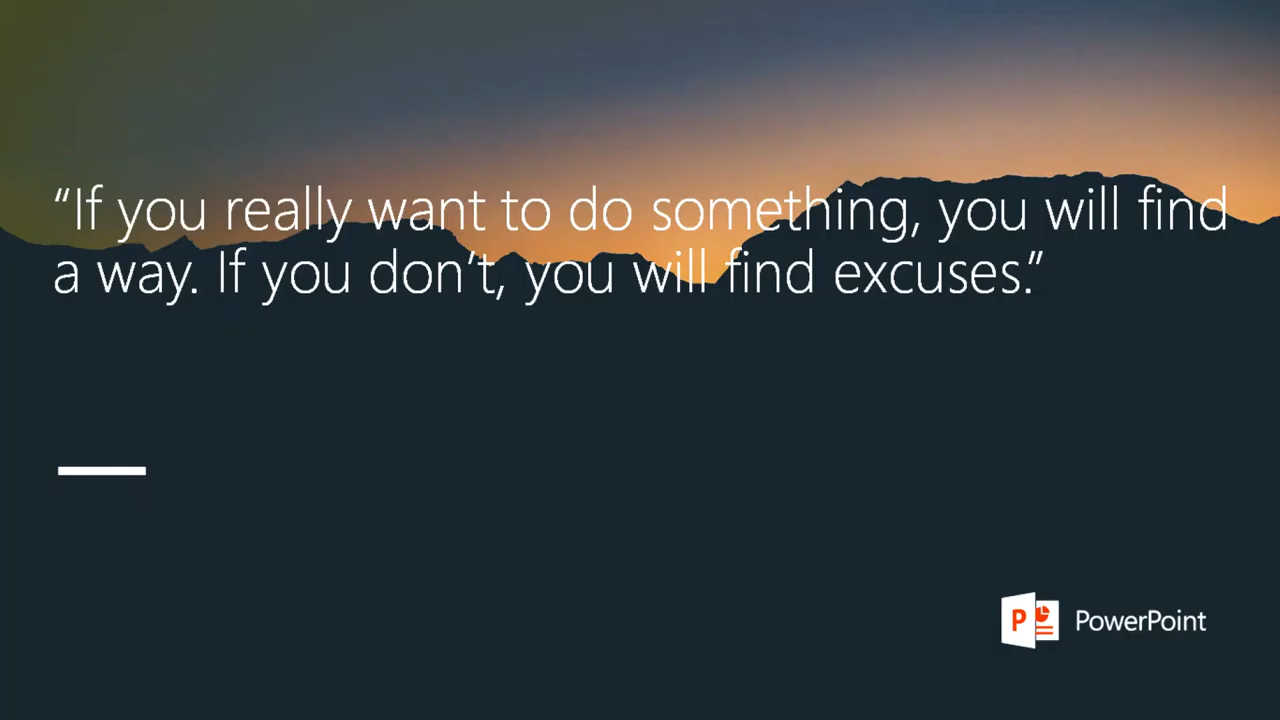 “If you really want to do something, you will find
a way. If you don’t, you will find excuses.”
P PowerPoint